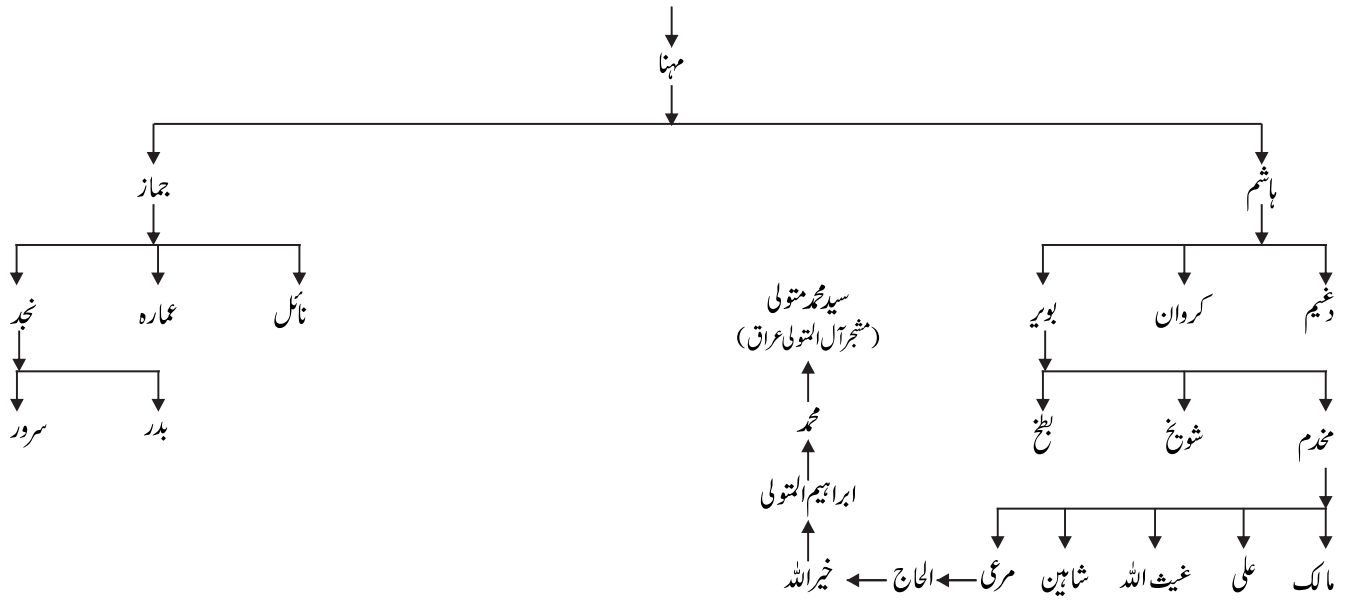 مہنا
ہاشم
جماز
دغیم
کروان
بویر
نائل
عمارہ
نجد
سید محمد متولی
(مشجر آل المتولی عراق)
مخدم
شویخ
بطخ
محمد
بدر
سرور
ابراہیم المتولی
مالک
علی
غیث اللہ
شاہین
مرعی
الحاج
خیر اللہ